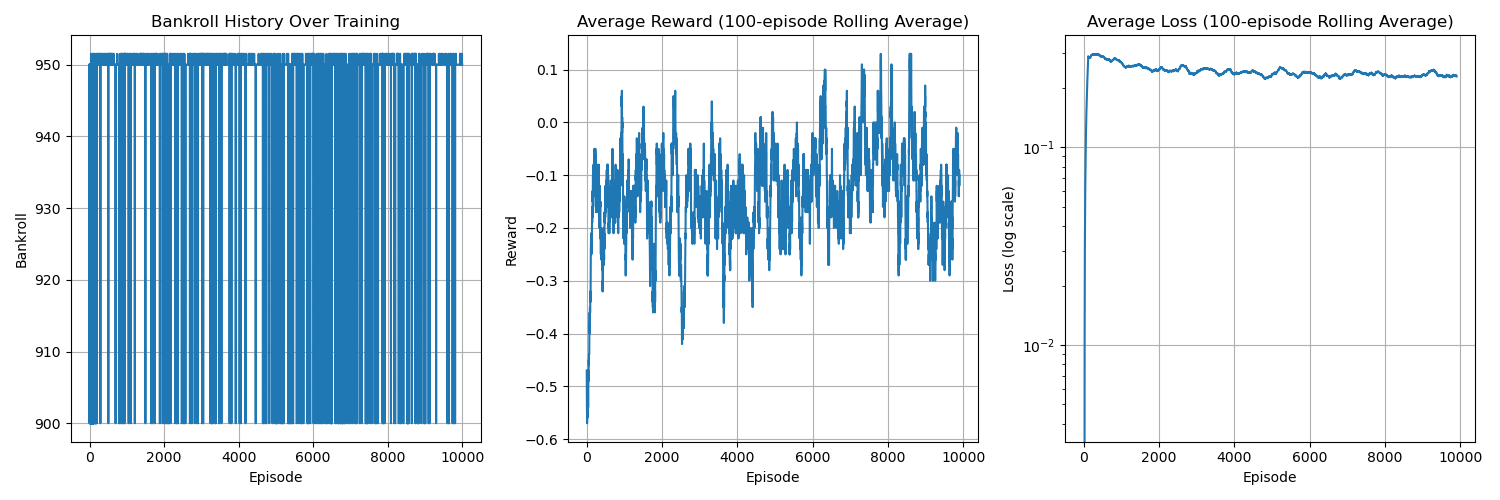 Bankroll History Over Training
Bankroll
950
940
930
920
910
900
0 2000 4000 6000 8000 10000
Episode
Average Reward (100-episode Rolling Average)
Reward
0.1
0.0
−0.1
−0.2
−0.3
−0.4
−0.5
−0.6
0 2000 4000 6000 8000 10000
Episode
Average Loss (100-episode Rolling Average)
Loss (log scale)
10⁻¹
10⁻²
0 2000 4000 6000 8000 10000
Episode